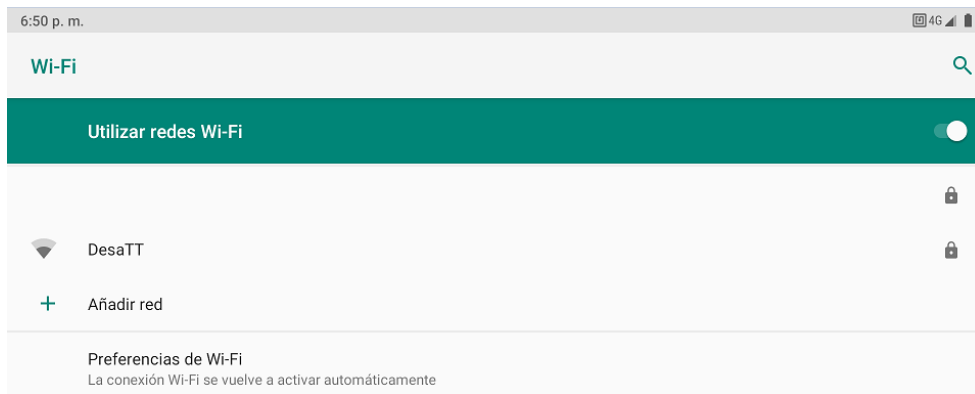 6:50 p. m.
4G
Wi-Fi
Utilizar redes Wi-Fi
DesaTT
Añadir red
Preferencias de Wi-Fi
La conexión Wi-Fi se vuelve a activar automáticamente